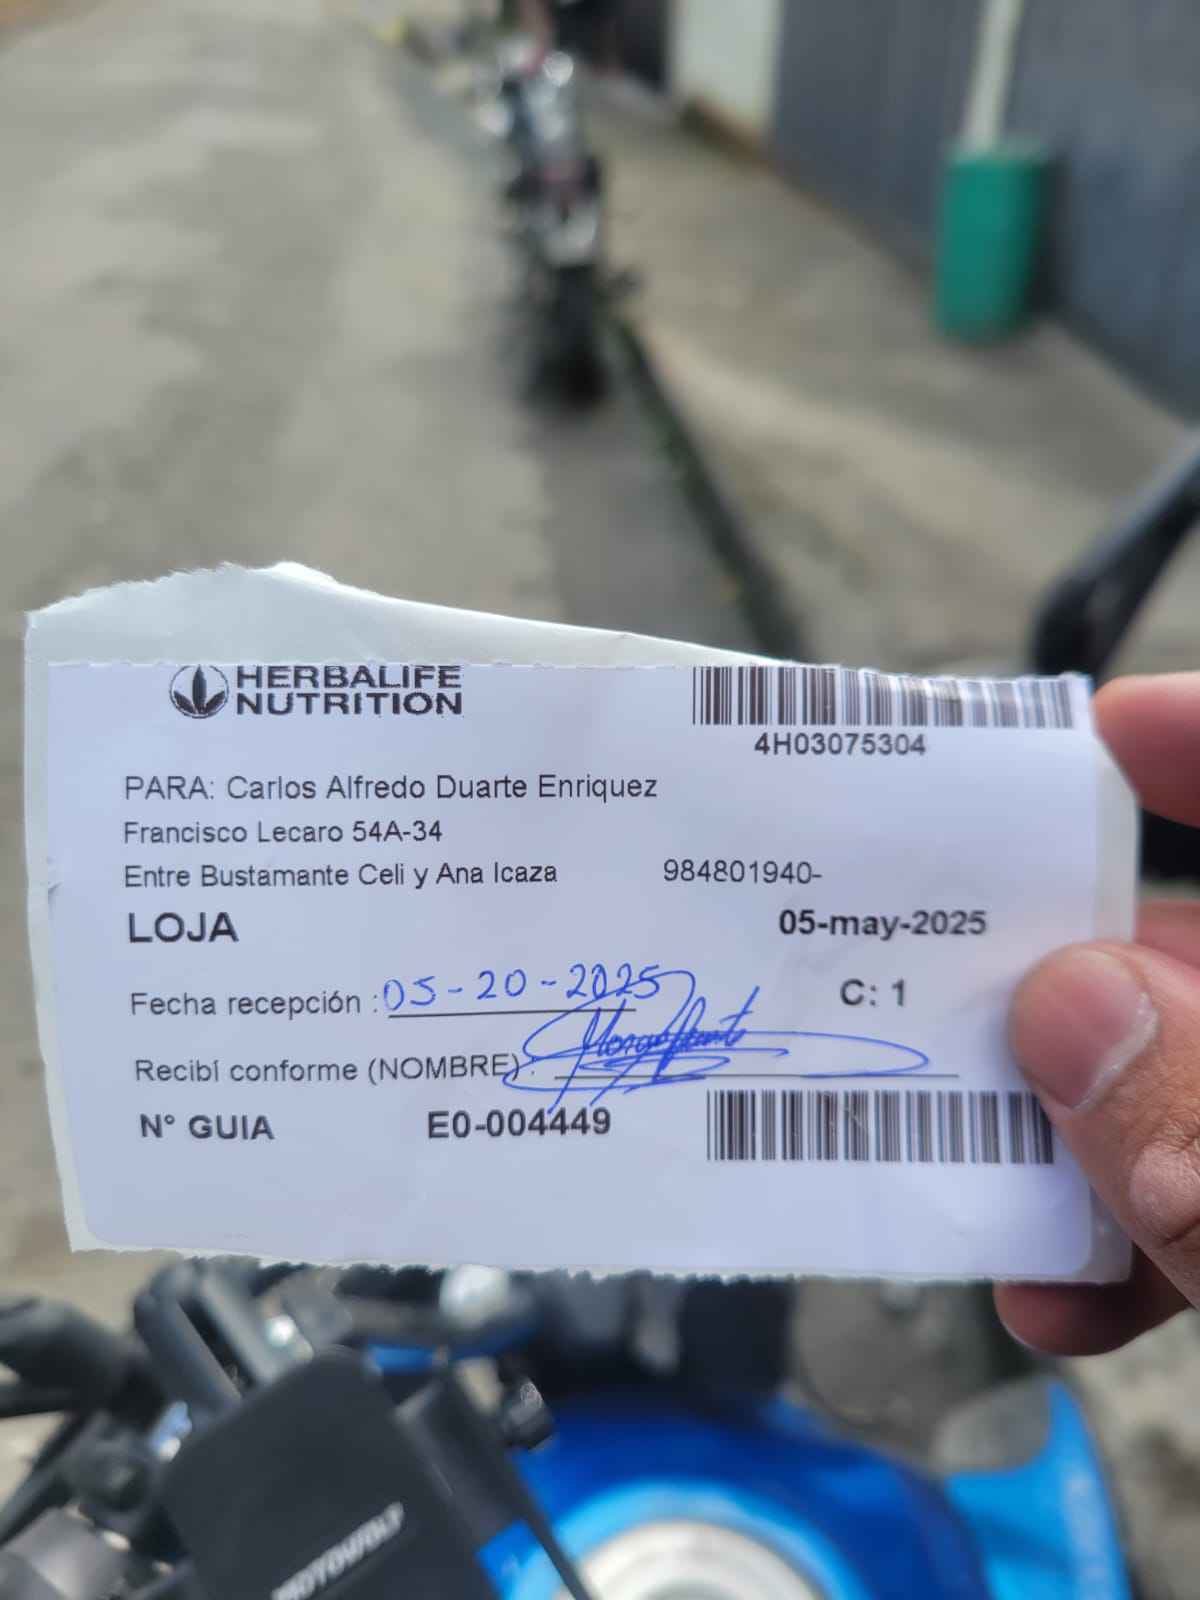 HERBALIFE
NUTRITION
4H03075304
PARA: Carlos Alfredo Duarte Enriquez
Francisco Lecaro 54A-34
Entre Bustamante Celi y Ana Icaza 984801940-
LOJA 05-may-2025
Fecha recepción : 05-20-2025 C: 1
Recibí conforme (NOMBRE) :
N° GUIA E0-004449